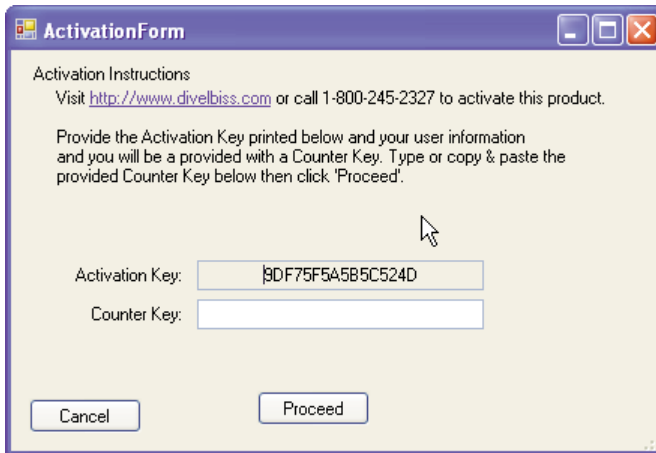 ActivationForm
Activation Instructions
Visit http://www.divelbiss.com or call 1-800-245-2327 to activate this product.
Provide the Activation Key printed below and your user information
and you will be a provided with a Counter Key. Type or copy & paste the
provided Counter Key below then click 'Proceed'.
Activation Key: 9DF75F5A5B5C524D
Counter Key:
Cancel Proceed